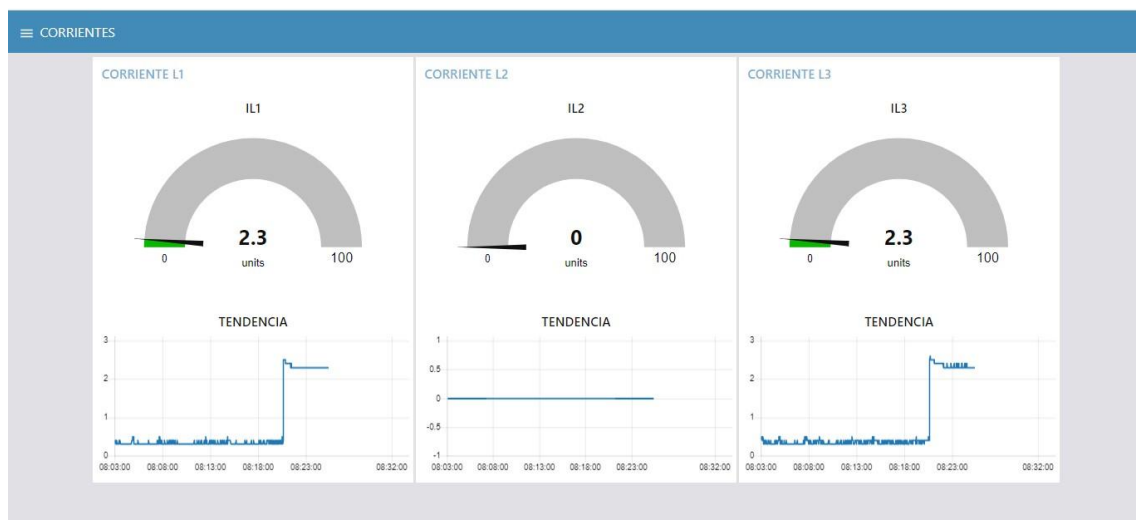 ≡ CORRIENTES
CORRIENTE L1
IL1
2.3
0
units
100
TENDENCIA
3
2
1
0
08:03:00 08:08:00 08:13:00 08:18:00 08:23:00 08:32:00
CORRIENTE L2
IL2
0
0
units
100
TENDENCIA
1
0.5
0
-0.5
-1
08:03:00 08:08:00 08:13:00 08:18:00 08:23:00 08:32:00
CORRIENTE L3
IL3
2.3
0
units
100
TENDENCIA
3
2
1
0
08:03:00 08:08:00 08:13:00 08:18:00 08:23:00 08:32:00